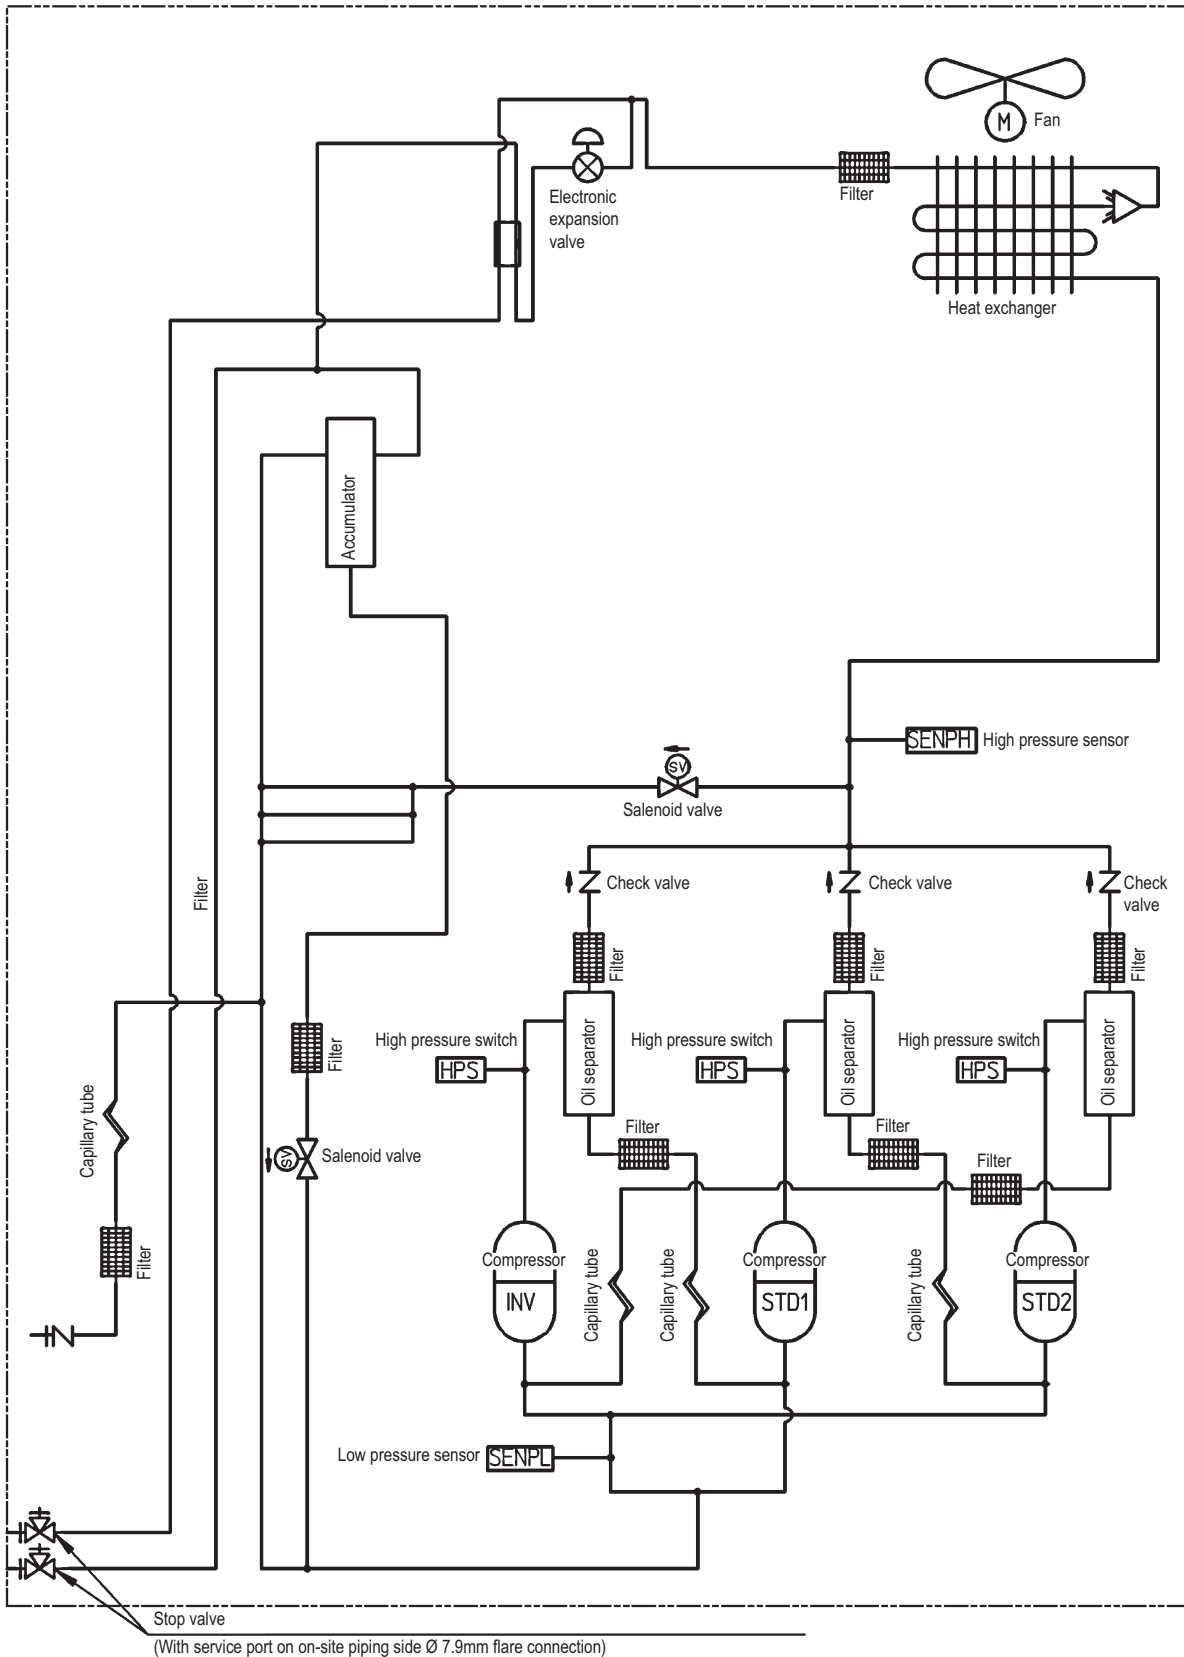 M
Fan
Electronic
expansion
valve
Filter
Heat exchanger
Accumulator
SENPH
High pressure sensor
SV
Salenoid valve
Filter
Check valve
Check valve
Check
valve
Filter
Filter
Filter
High pressure switch
HPS
Oil separator
High pressure switch
HPS
Oil separator
High pressure switch
HPS
Oil separator
Filter
Capillary tube
SV
Salenoid valve
Filter
Filter
Filter
Filter
Compressor
INV
Capillary tube
Capillary tube
Compressor
STD1
Capillary tube
Compressor
STD2
Low pressure sensor
SENPL
Stop valve
(With service port on on-site piping side Ø 7.9mm flare connection)